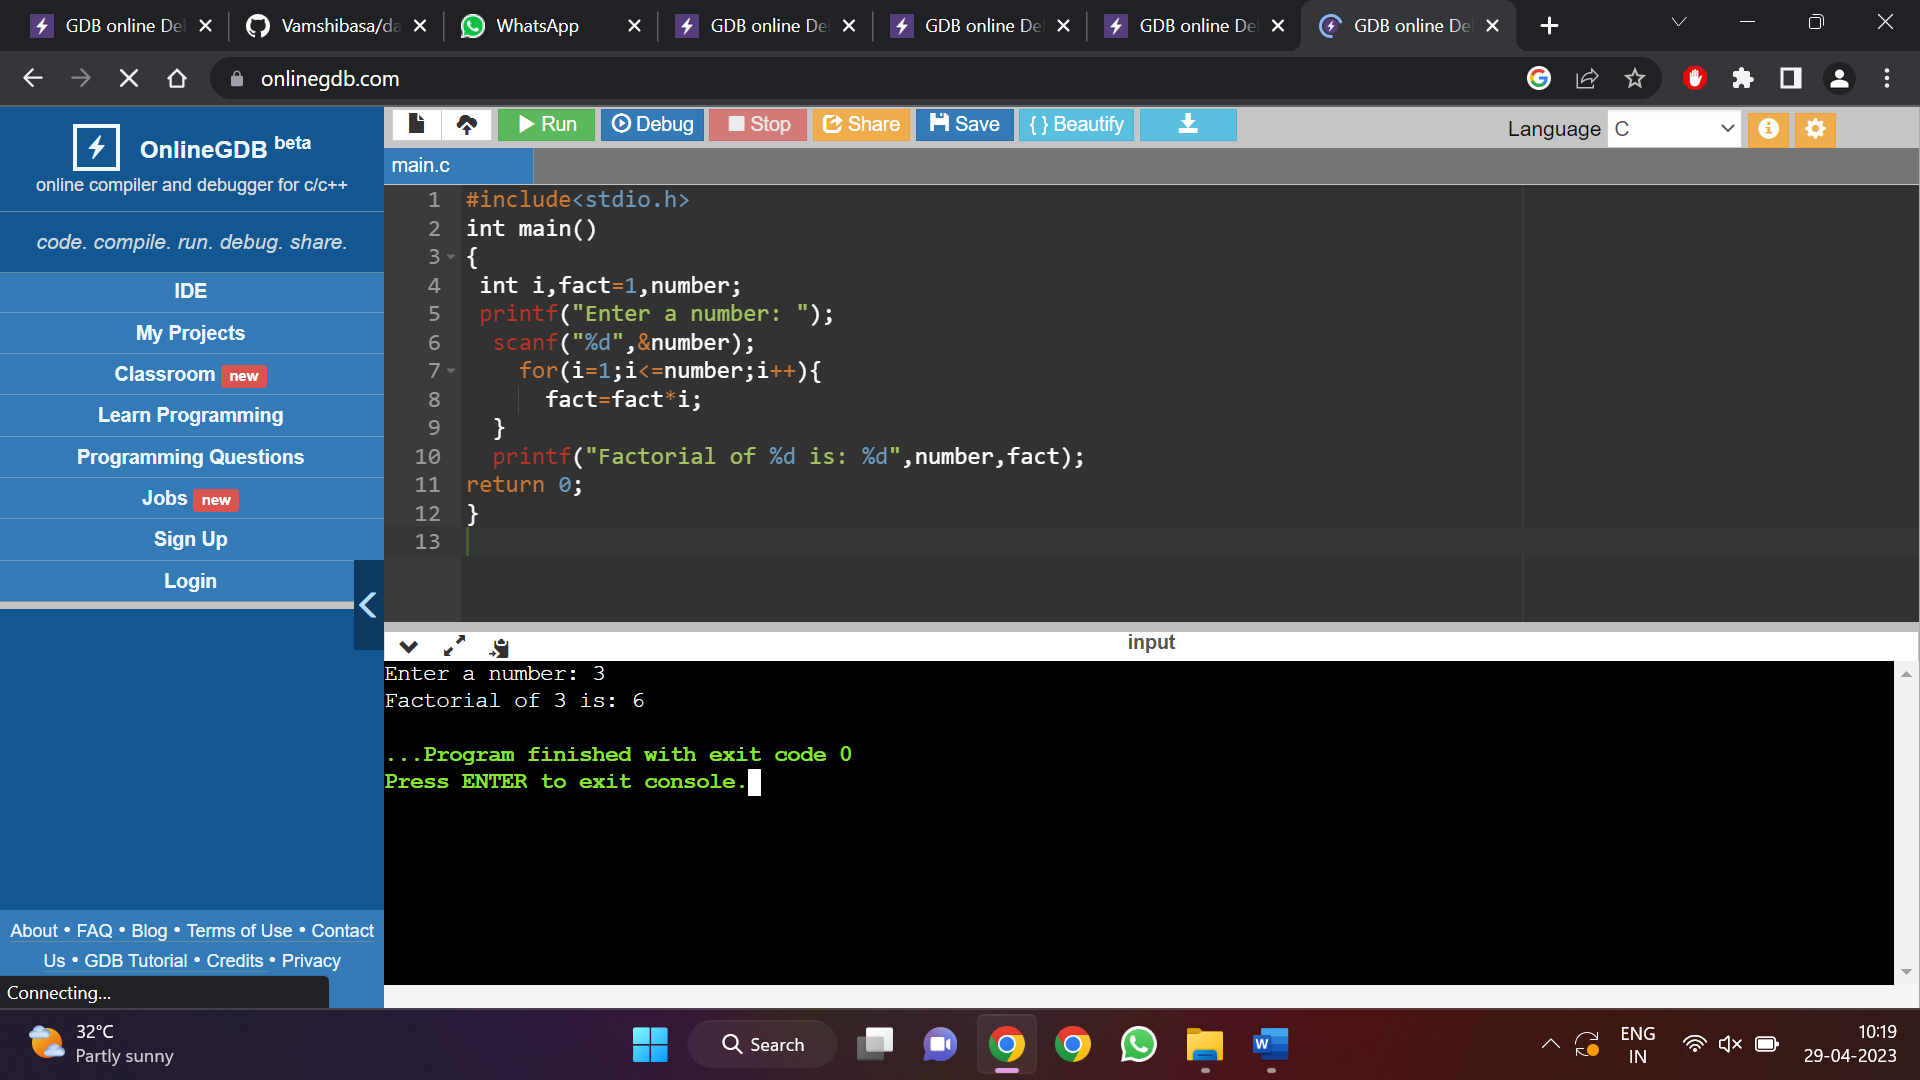 GDB online De
Vamshibasa/da
WhatsApp
GDB online De
GDB online De
GDB online De
GDB online De
onlinegdb.com
OnlineGDB beta
online compiler and debugger for c/c++
code. compile. run. debug. share.
IDE
My Projects
Classroom new
Learn Programming
Programming Questions
Jobs new
Sign Up
Login
About • FAQ • Blog • Terms of Use • Contact
Us • GDB Tutorial • Credits • Privacy
Connecting...
Run
Debug
Stop
Share
Save
{ } Beautify
Language C
main.c
1 #include<stdio.h>
2 int main()
3 {
4 int i,fact=1,number;
5 printf("Enter a number: ");
6 scanf("%d",&number);
7 for(i=1;i<=number;i++){
8 fact=fact*i;
9 }
10 printf("Factorial of %d is: %d",number,fact);
11 return 0;
12 }
13
input
Enter a number: 3
Factorial of 3 is: 6
...Program finished with exit code 0
Press ENTER to exit console.
32°C
Partly sunny
Search
W
ENG
IN
10:19
29-04-2023